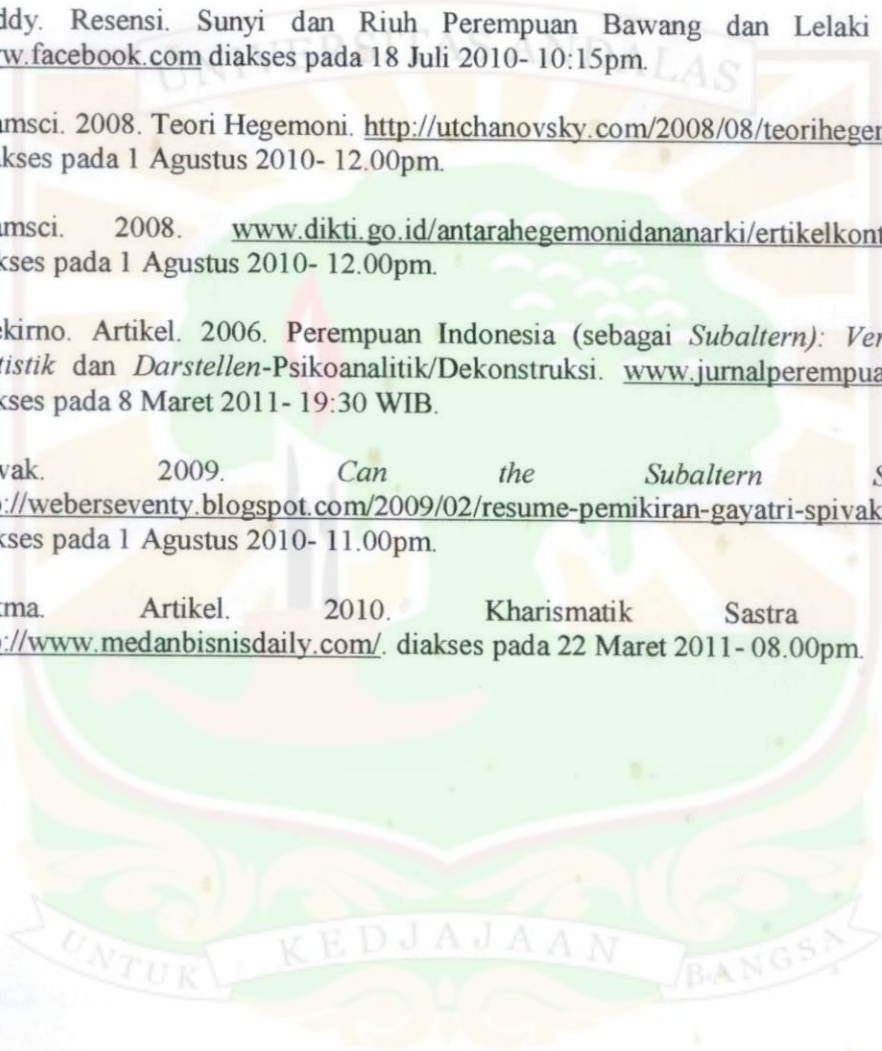 ddy. Resensi. Sunyi dan Riuh Perempuan Bawang dan Lelaki
w.facebook.com diakses pada 18 Juli 2010- 10:15pm.
UNIVERSITAS ANDALAS
amsci. 2008. Teori Hegemoni. http://utchanovsky.com/2008/08/teoriheger
kses pada 1 Agustus 2010- 12.00pm.
amsci. 2008. www.dikti.go.id/antarahegemonidananarki/ertikelkont
kses pada 1 Agustus 2010- 12.00pm.
ekirno. Artikel. 2006. Perempuan Indonesia (sebagai Subaltern): Ver
tistik dan Darstellen-Psikoanalitik/Dekonstruksi. www.jurnalperempua
kses pada 8 Maret 2011- 19:30 WIB.
vak. 2009. Can the Subaltern S
://weberseventy.blogspot.com/2009/02/resume-pemikiran-gayatri-spivak
kses pada 1 Agustus 2010- 11.00pm.
ma. Artikel. 2010. Kharismatik Sastra
://www.medanbisnisdaily.com/. diakses pada 22 Maret 2011- 08.00pm.
UNTUK KEDJAJAAN BANGSA